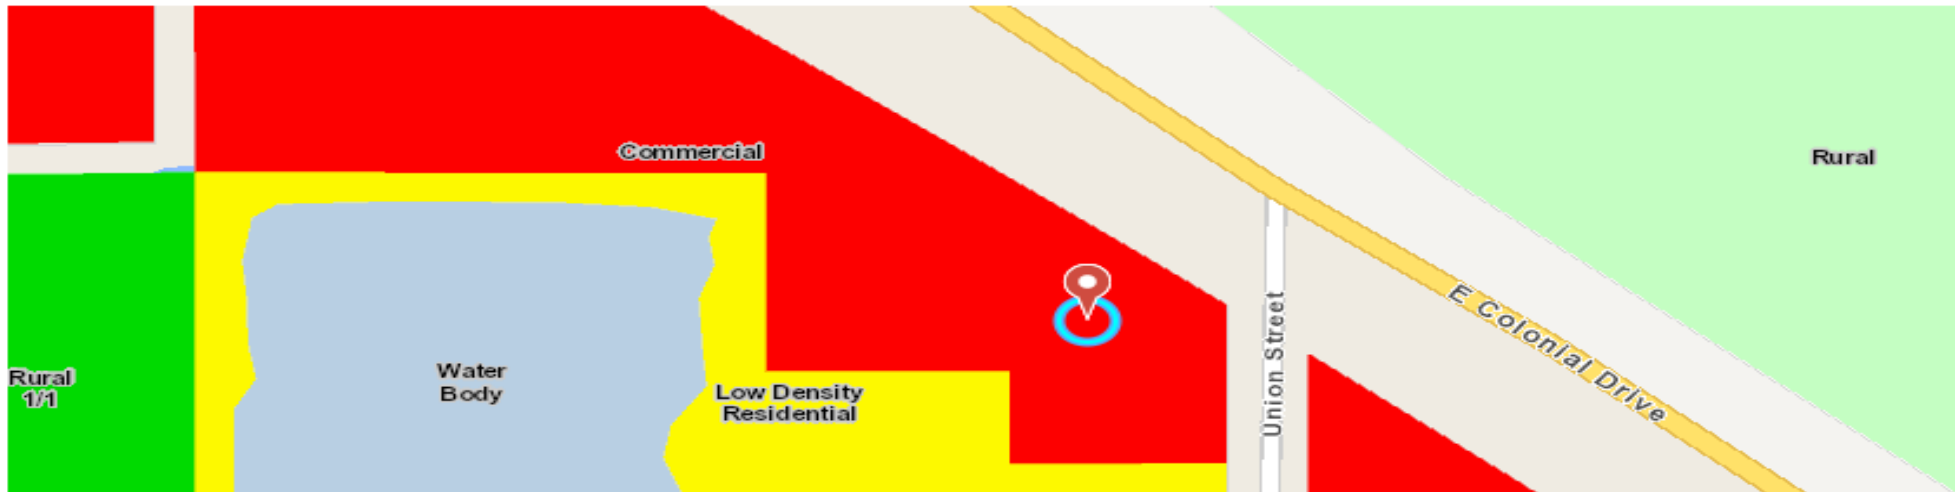 Commercial
Rural
Rural
1/1
Water
Body
Low Density
Residential
Union Street
E Colonial Drive